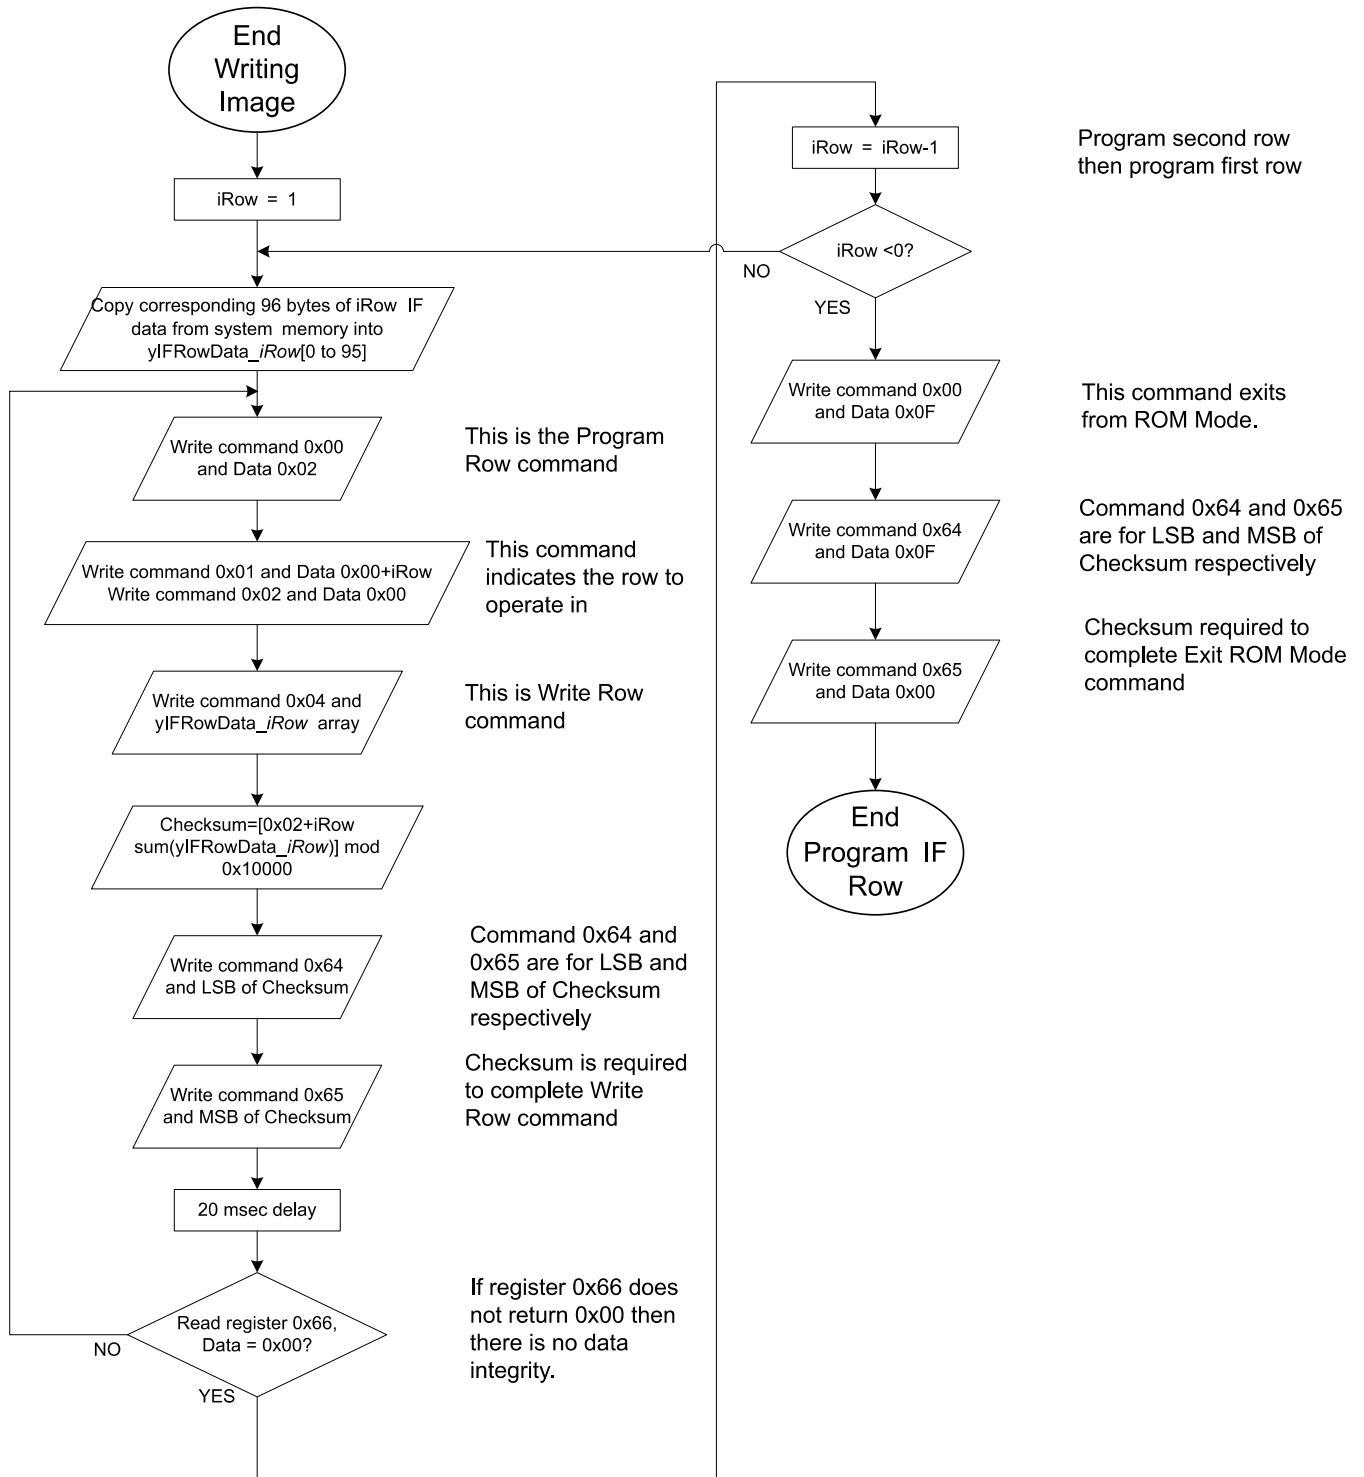 End
Writing
Image
iRow = 1
Copy corresponding 96 bytes of iRow IF
data from system memory into
yIFRowData_iRow[0 to 95]
Write command 0x00
and Data 0x02
This is the Program
Row command
Write command 0x01 and Data 0x00+iRow
Write command 0x02 and Data 0x00
This command
indicates the row to
operate in
Write command 0x04 and
yIFRowData_iRow array
This is Write Row
command
Checksum=[0x02+iRow
sum(yIFRowData_iRow)] mod
0x10000
Write command 0x64
and LSB of Checksum
Command 0x64 and
0x65 are for LSB and
MSB of Checksum
respectively
Write command 0x65
and MSB of Checksum
Checksum is required
to complete Write
Row command
20 msec delay
Read register 0x66,
Data = 0x00?
NO
YES
If register 0x66 does
not return 0x00 then
there is no data
integrity.
iRow = iRow-1
Program second row
then program first row
iRow <0?
NO
YES
Write command 0x00
and Data 0x0F
This command exits
from ROM Mode.
Write command 0x64
and Data 0x0F
Command 0x64 and 0x65
are for LSB and MSB of
Checksum respectively
Write command 0x65
and Data 0x00
Checksum required to
complete Exit ROM Mode
command
End
Program IF
Row